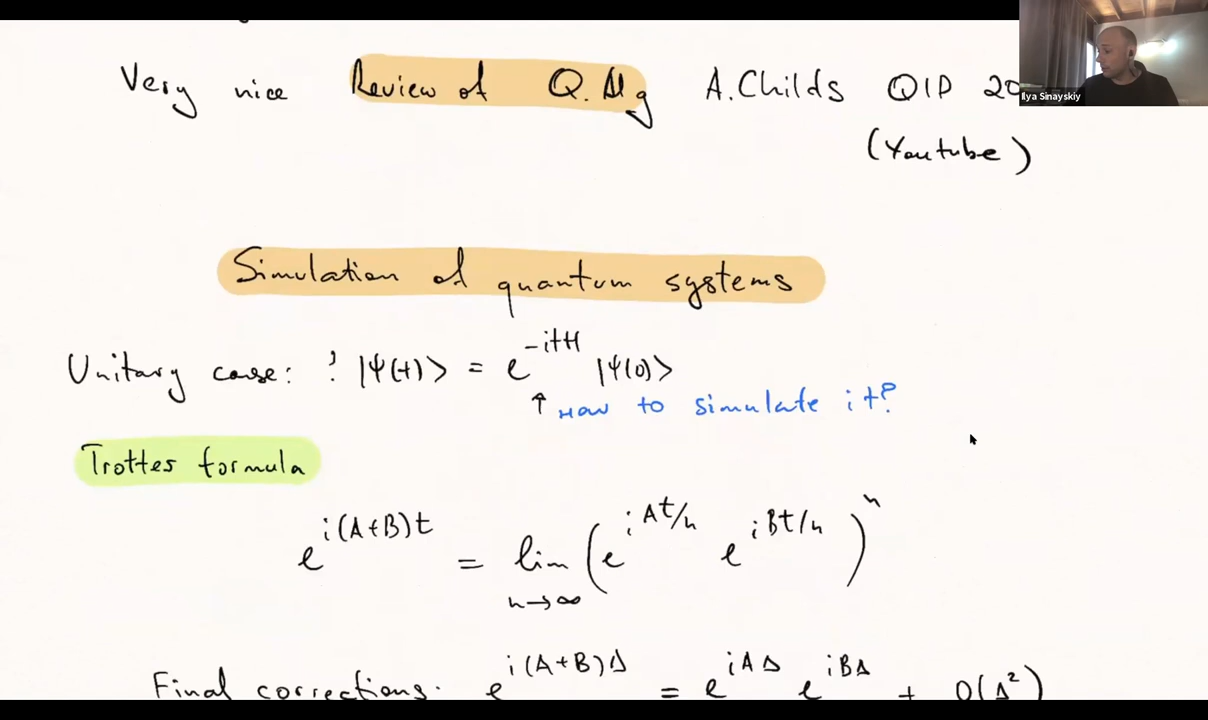 Very nice Review of Q. Alg A. Childs QIP 20
(Youtube)
Ilya Sinayskiy
Simulation of quantum systems
Unitary case: ? |Ψ(t)> = e^{-itH} |Ψ(0)>
↑ How to simulate it?
Trotter formula
e^{i(A+B)t} = lim_{n→∞} (e^{iAt/n} e^{iBt/n})^n
Final corrections: e^{i(A+B)Δ} = e^{iAΔ} e^{iBΔ} + O(Δ²)